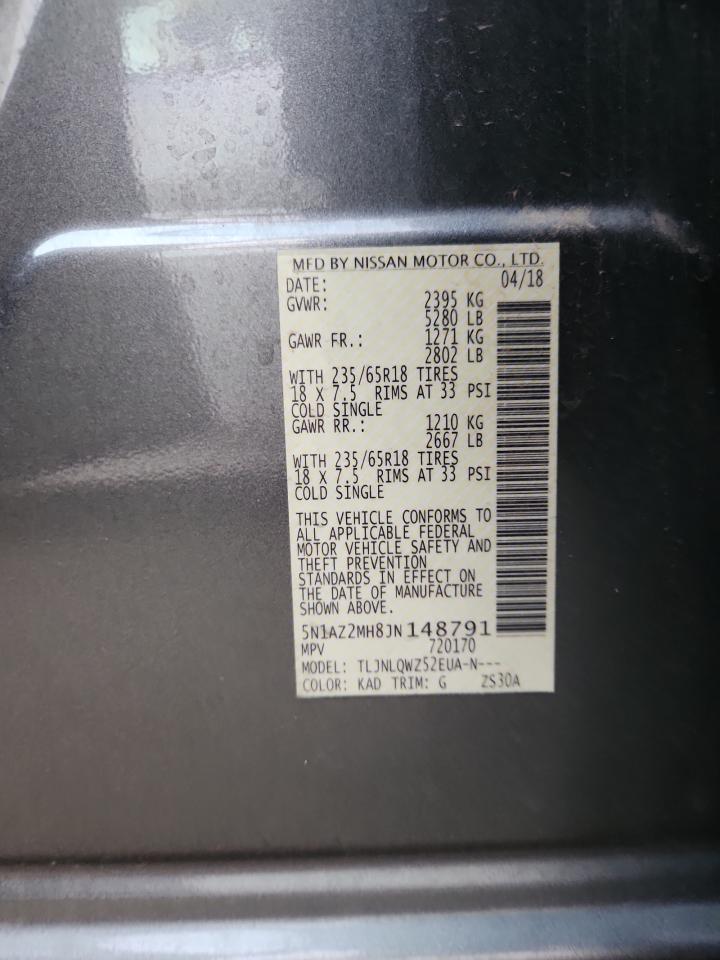 MFD BY NISSAN MOTOR CO., LTD.
DATE: 04/18
GVWR: 2395 KG
5280 LB
GAWR FR.: 1271 KG
2802 LB
WITH 235/65R18 TIRES
18 X 7.5 RIMS AT 33 PSI
COLD SINGLE
GAWR RR.: 1210 KG
2667 LB
WITH 235/65R18 TIRES
18 X 7.5 RIMS AT 33 PSI
COLD SINGLE
THIS VEHICLE CONFORMS TO
ALL APPLICABLE FEDERAL
MOTOR VEHICLE SAFETY AND
THEFT PREVENTION
STANDARDS IN EFFECT ON
THE DATE OF MANUFACTURE
SHOWN ABOVE.
5N1AZ2MH8JN148791
MPV 720170
MODEL: TLJNLQWZ52EUA-N---
COLOR: KAD TRIM: G ZS30A